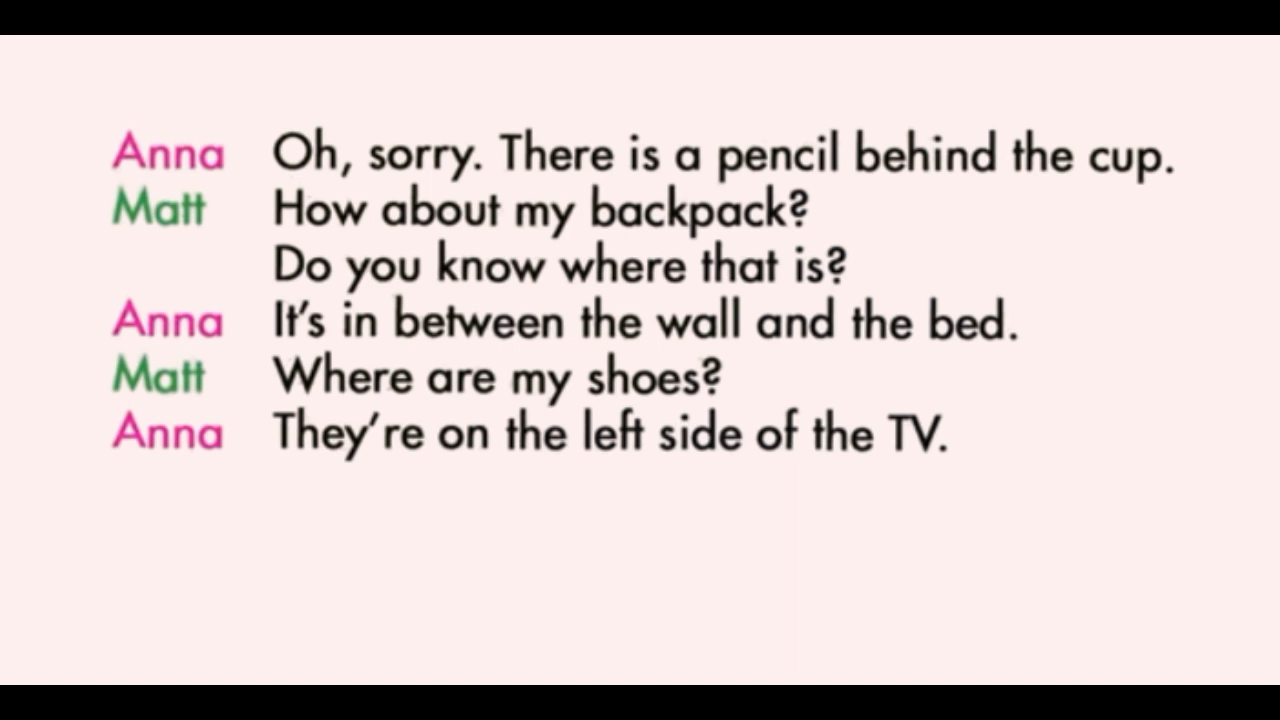 Anna Oh, sorry. There is a pencil behind the cup.
Matt How about my backpack?
Do you know where that is?
Anna It's in between the wall and the bed.
Matt Where are my shoes?
Anna They're on the left side of the TV.